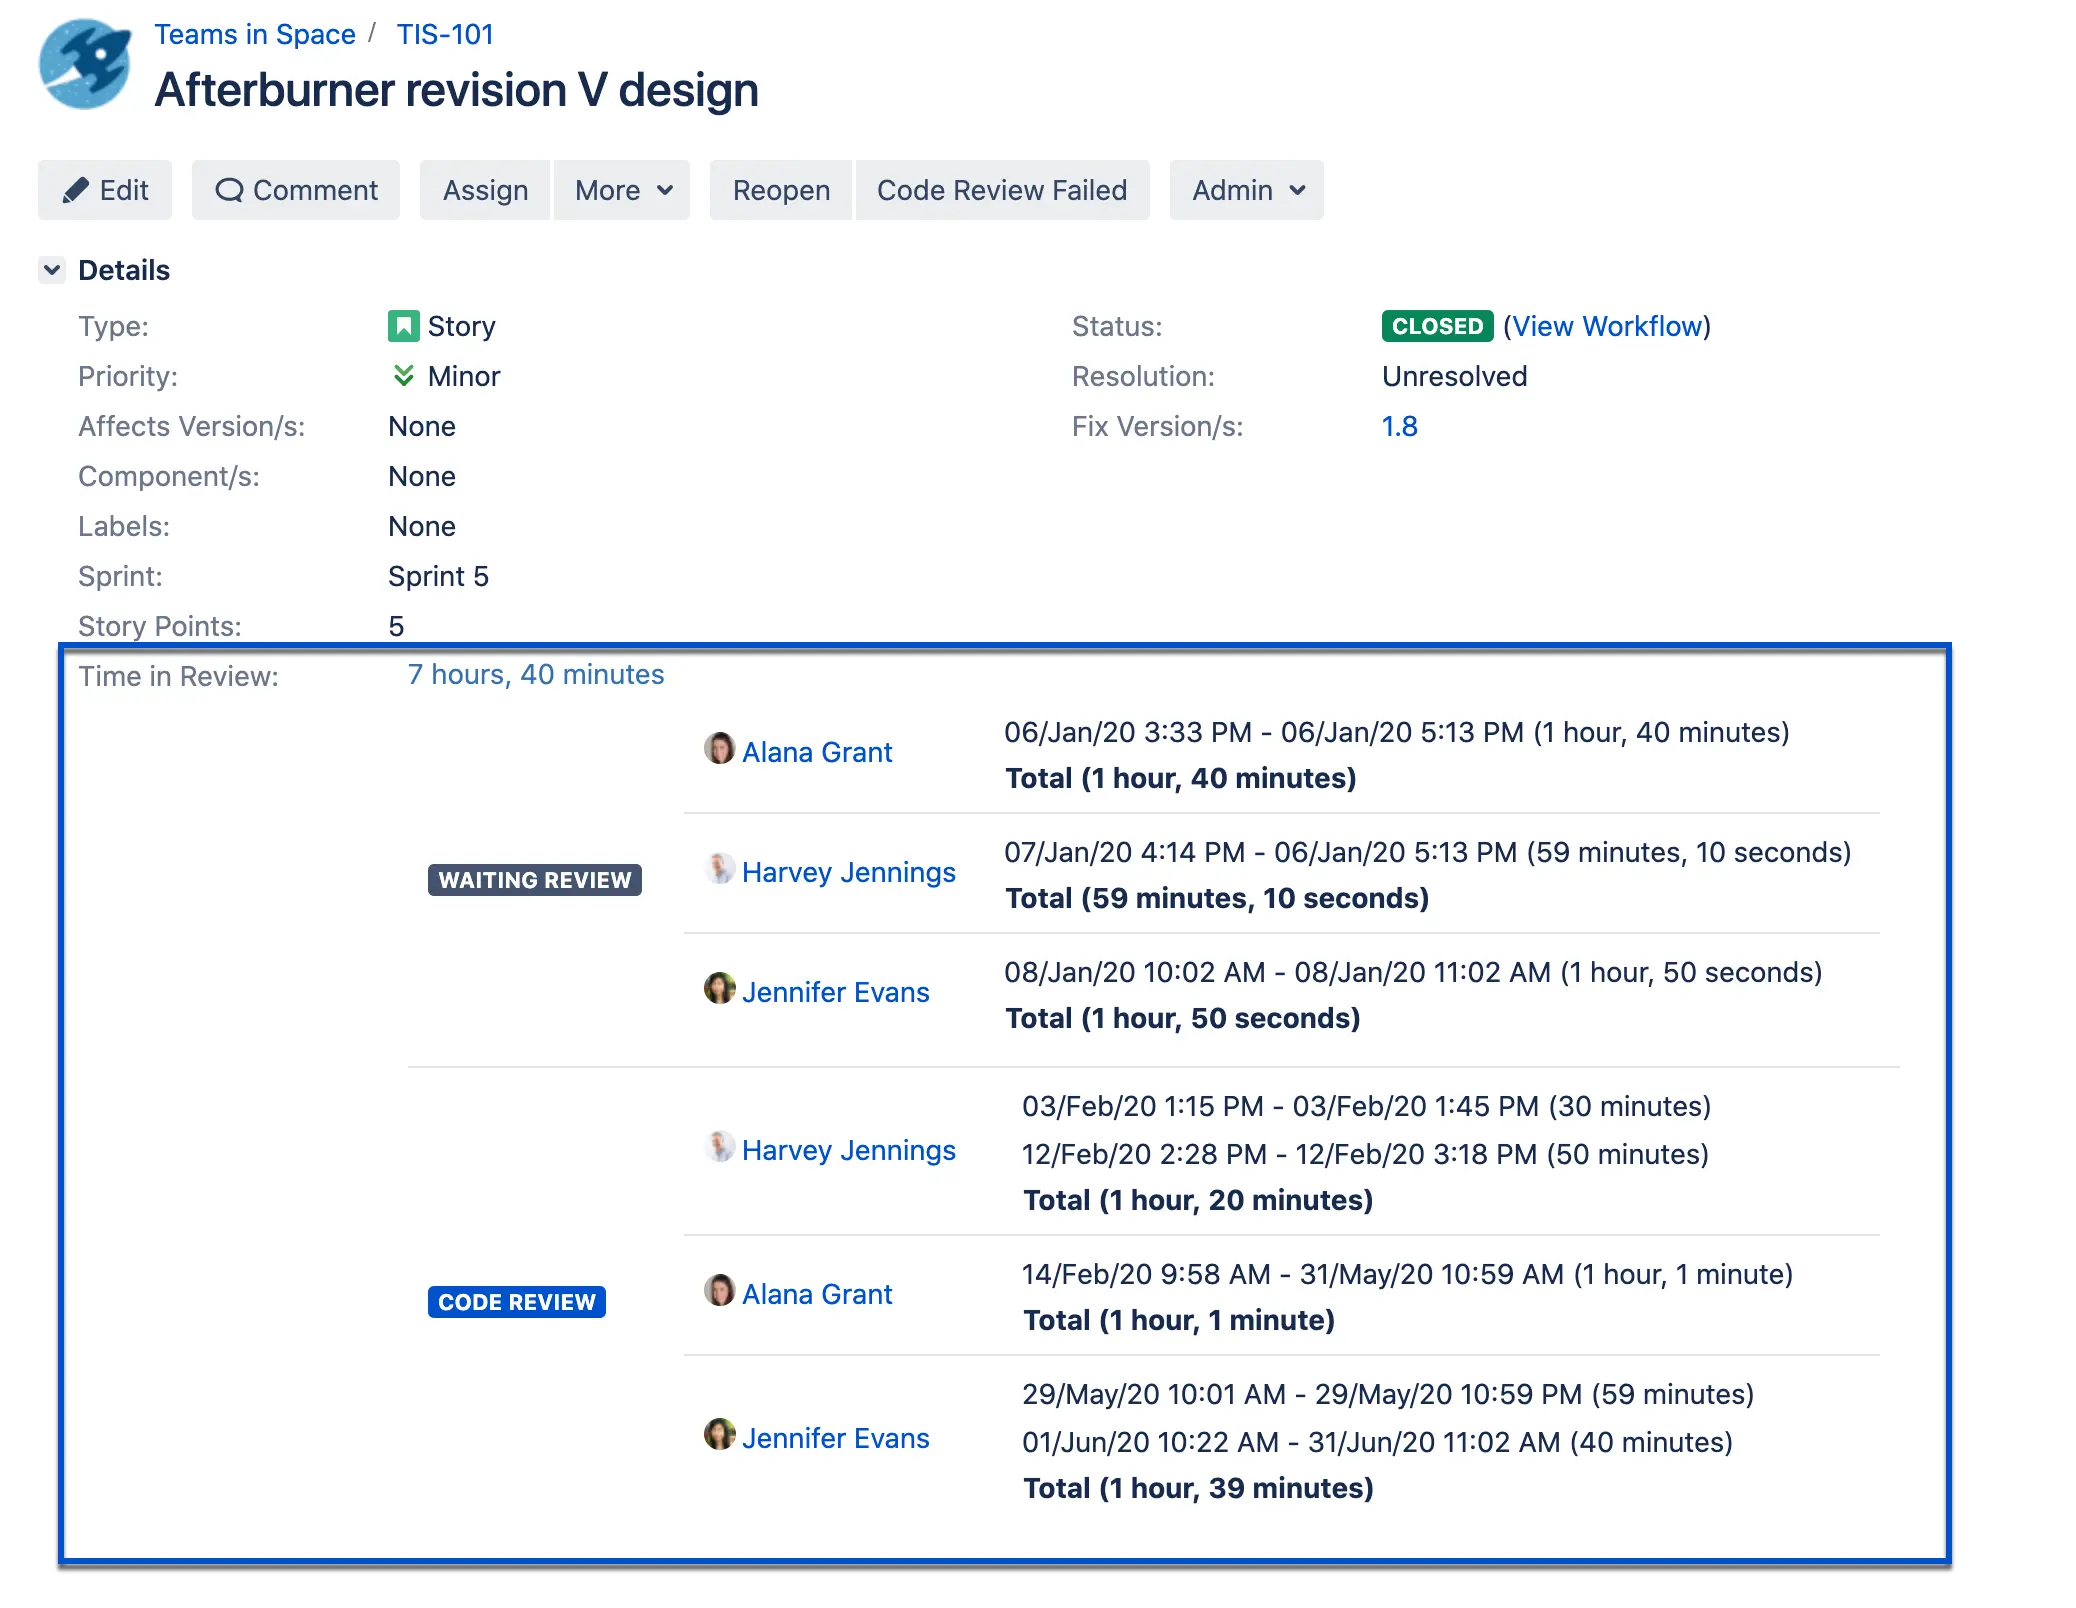 Teams in Space / TIS-101
Afterburner revision V design
Edit Comment Assign More Reopen Code Review Failed Admin
Details
Type: Story Status: CLOSED (View Workflow)
Priority: Minor Resolution: Unresolved
Affects Version/s: None Fix Version/s: 1.8
Component/s: None
Labels: None
Sprint: Sprint 5
Story Points: 5
Time in Review: 7 hours, 40 minutes
WAITING REVIEW
Alana Grant
06/Jan/20 3:33 PM - 06/Jan/20 5:13 PM (1 hour, 40 minutes)
Total (1 hour, 40 minutes)
Harvey Jennings
07/Jan/20 4:14 PM - 06/Jan/20 5:13 PM (59 minutes, 10 seconds)
Total (59 minutes, 10 seconds)
Jennifer Evans
08/Jan/20 10:02 AM - 08/Jan/20 11:02 AM (1 hour, 50 seconds)
Total (1 hour, 50 seconds)
CODE REVIEW
Harvey Jennings
03/Feb/20 1:15 PM - 03/Feb/20 1:45 PM (30 minutes)
12/Feb/20 2:28 PM - 12/Feb/20 3:18 PM (50 minutes)
Total (1 hour, 20 minutes)
Alana Grant
14/Feb/20 9:58 AM - 31/May/20 10:59 AM (1 hour, 1 minute)
Total (1 hour, 1 minute)
Jennifer Evans
29/May/20 10:01 AM - 29/May/20 10:59 PM (59 minutes)
01/Jun/20 10:22 AM - 31/Jun/20 11:02 AM (40 minutes)
Total (1 hour, 39 minutes)